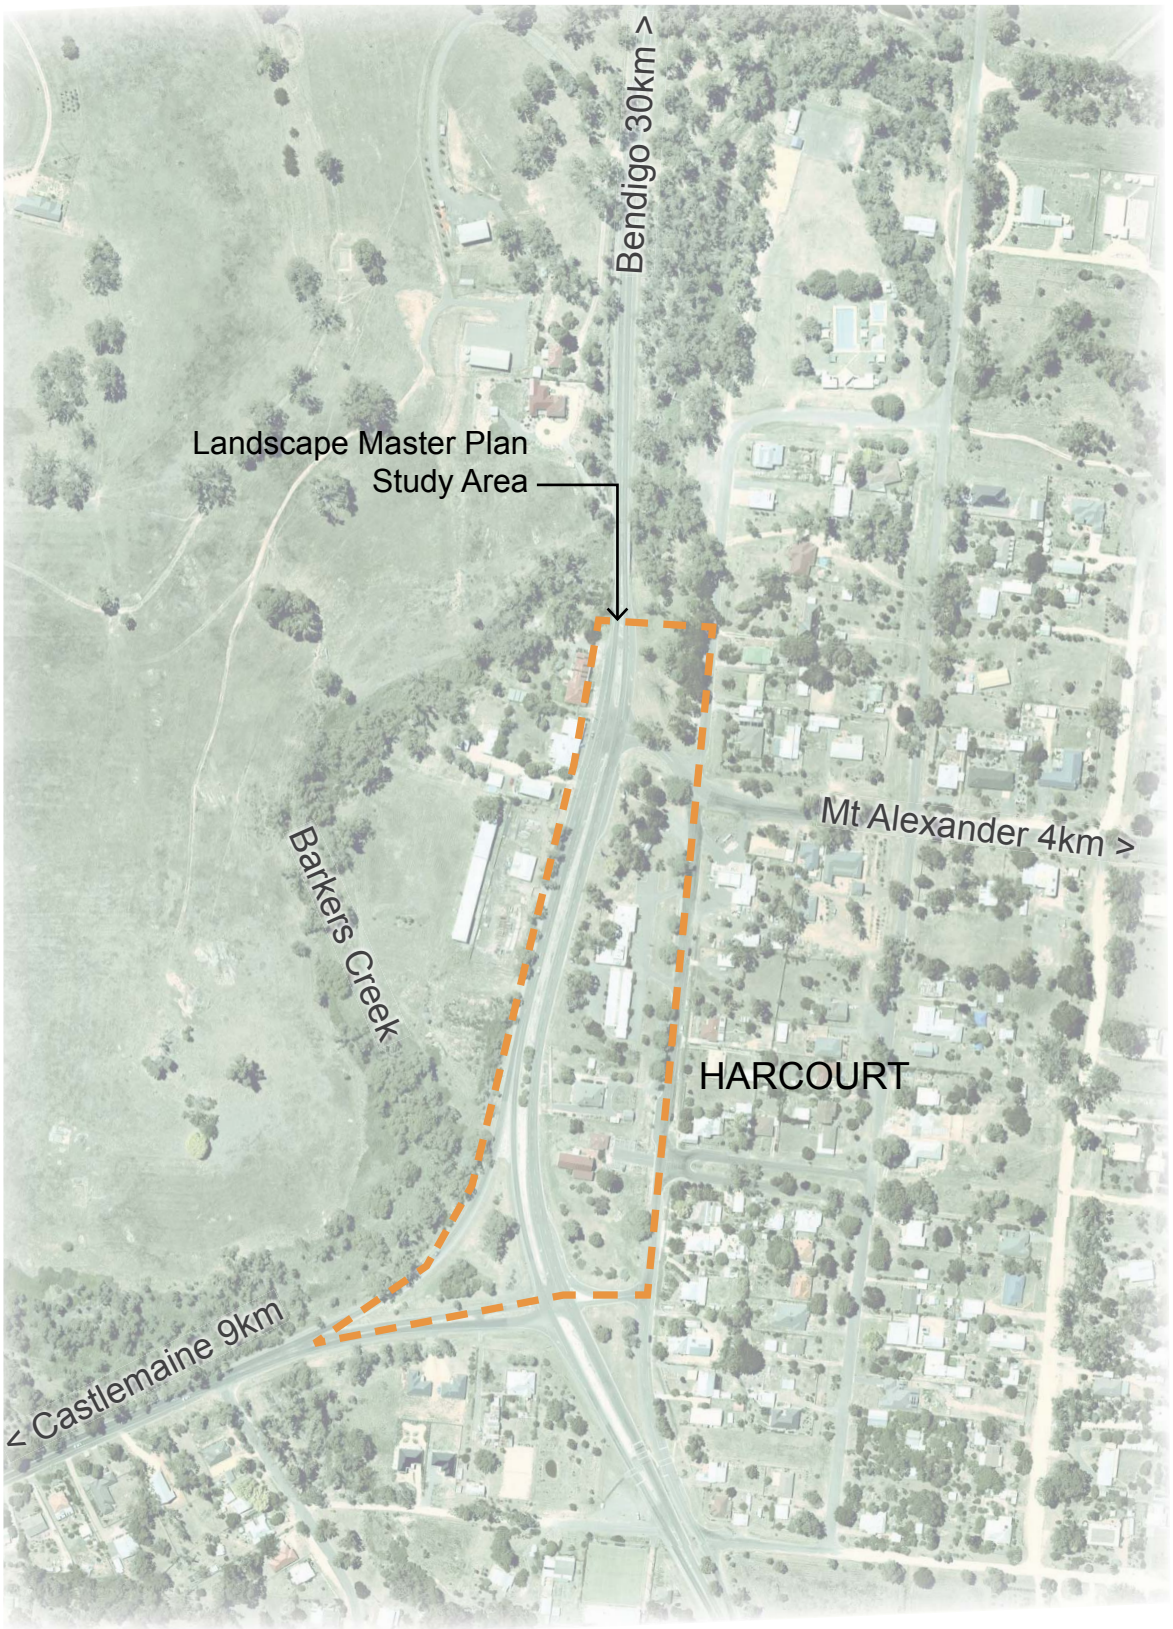 Bendigo 30km >
Landscape Master Plan
Study Area
Mt Alexander 4km >
Barkers Creek
HARCOURT
< Castlemaine 9km